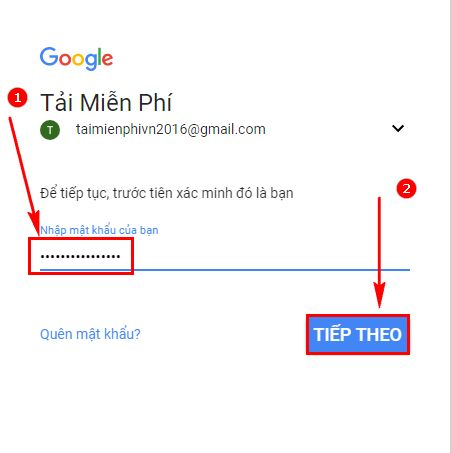 Google
1
Tải Miễn Phí
T taimienphivn2016@gmail.com
Để tiếp tục, trước tiên xác minh đó là bạn
2
Nhập mật khẩu của bạn
••••••••••••••••
Quên mật khẩu?
TIẾP THEO